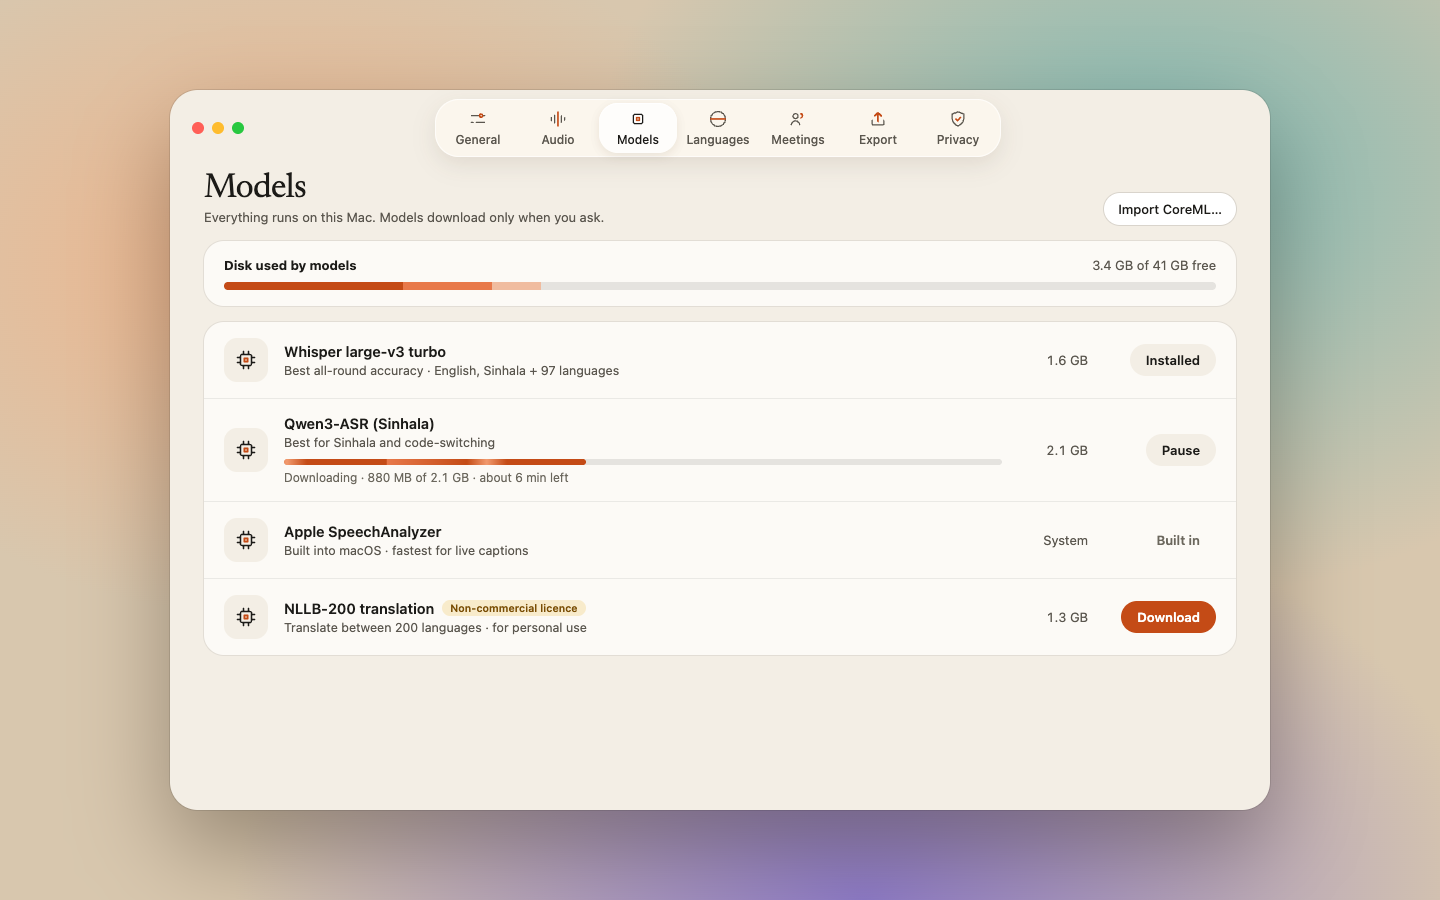 General
Audio
Models
Languages
Meetings
Export
Privacy
Models
Everything runs on this Mac. Models download only when you ask.
Import CoreML...
Disk used by models
3.4 GB of 41 GB free
Whisper large-v3 turbo
Best all-round accuracy · English, Sinhala + 97 languages
1.6 GB
Installed
Qwen3-ASR (Sinhala)
Best for Sinhala and code-switching
Downloading · 880 MB of 2.1 GB · about 6 min left
2.1 GB
Pause
Apple SpeechAnalyzer
Built into macOS · fastest for live captions
System
Built in
NLLB-200 translation
Non-commercial licence
Translate between 200 languages · for personal use
1.3 GB
Download